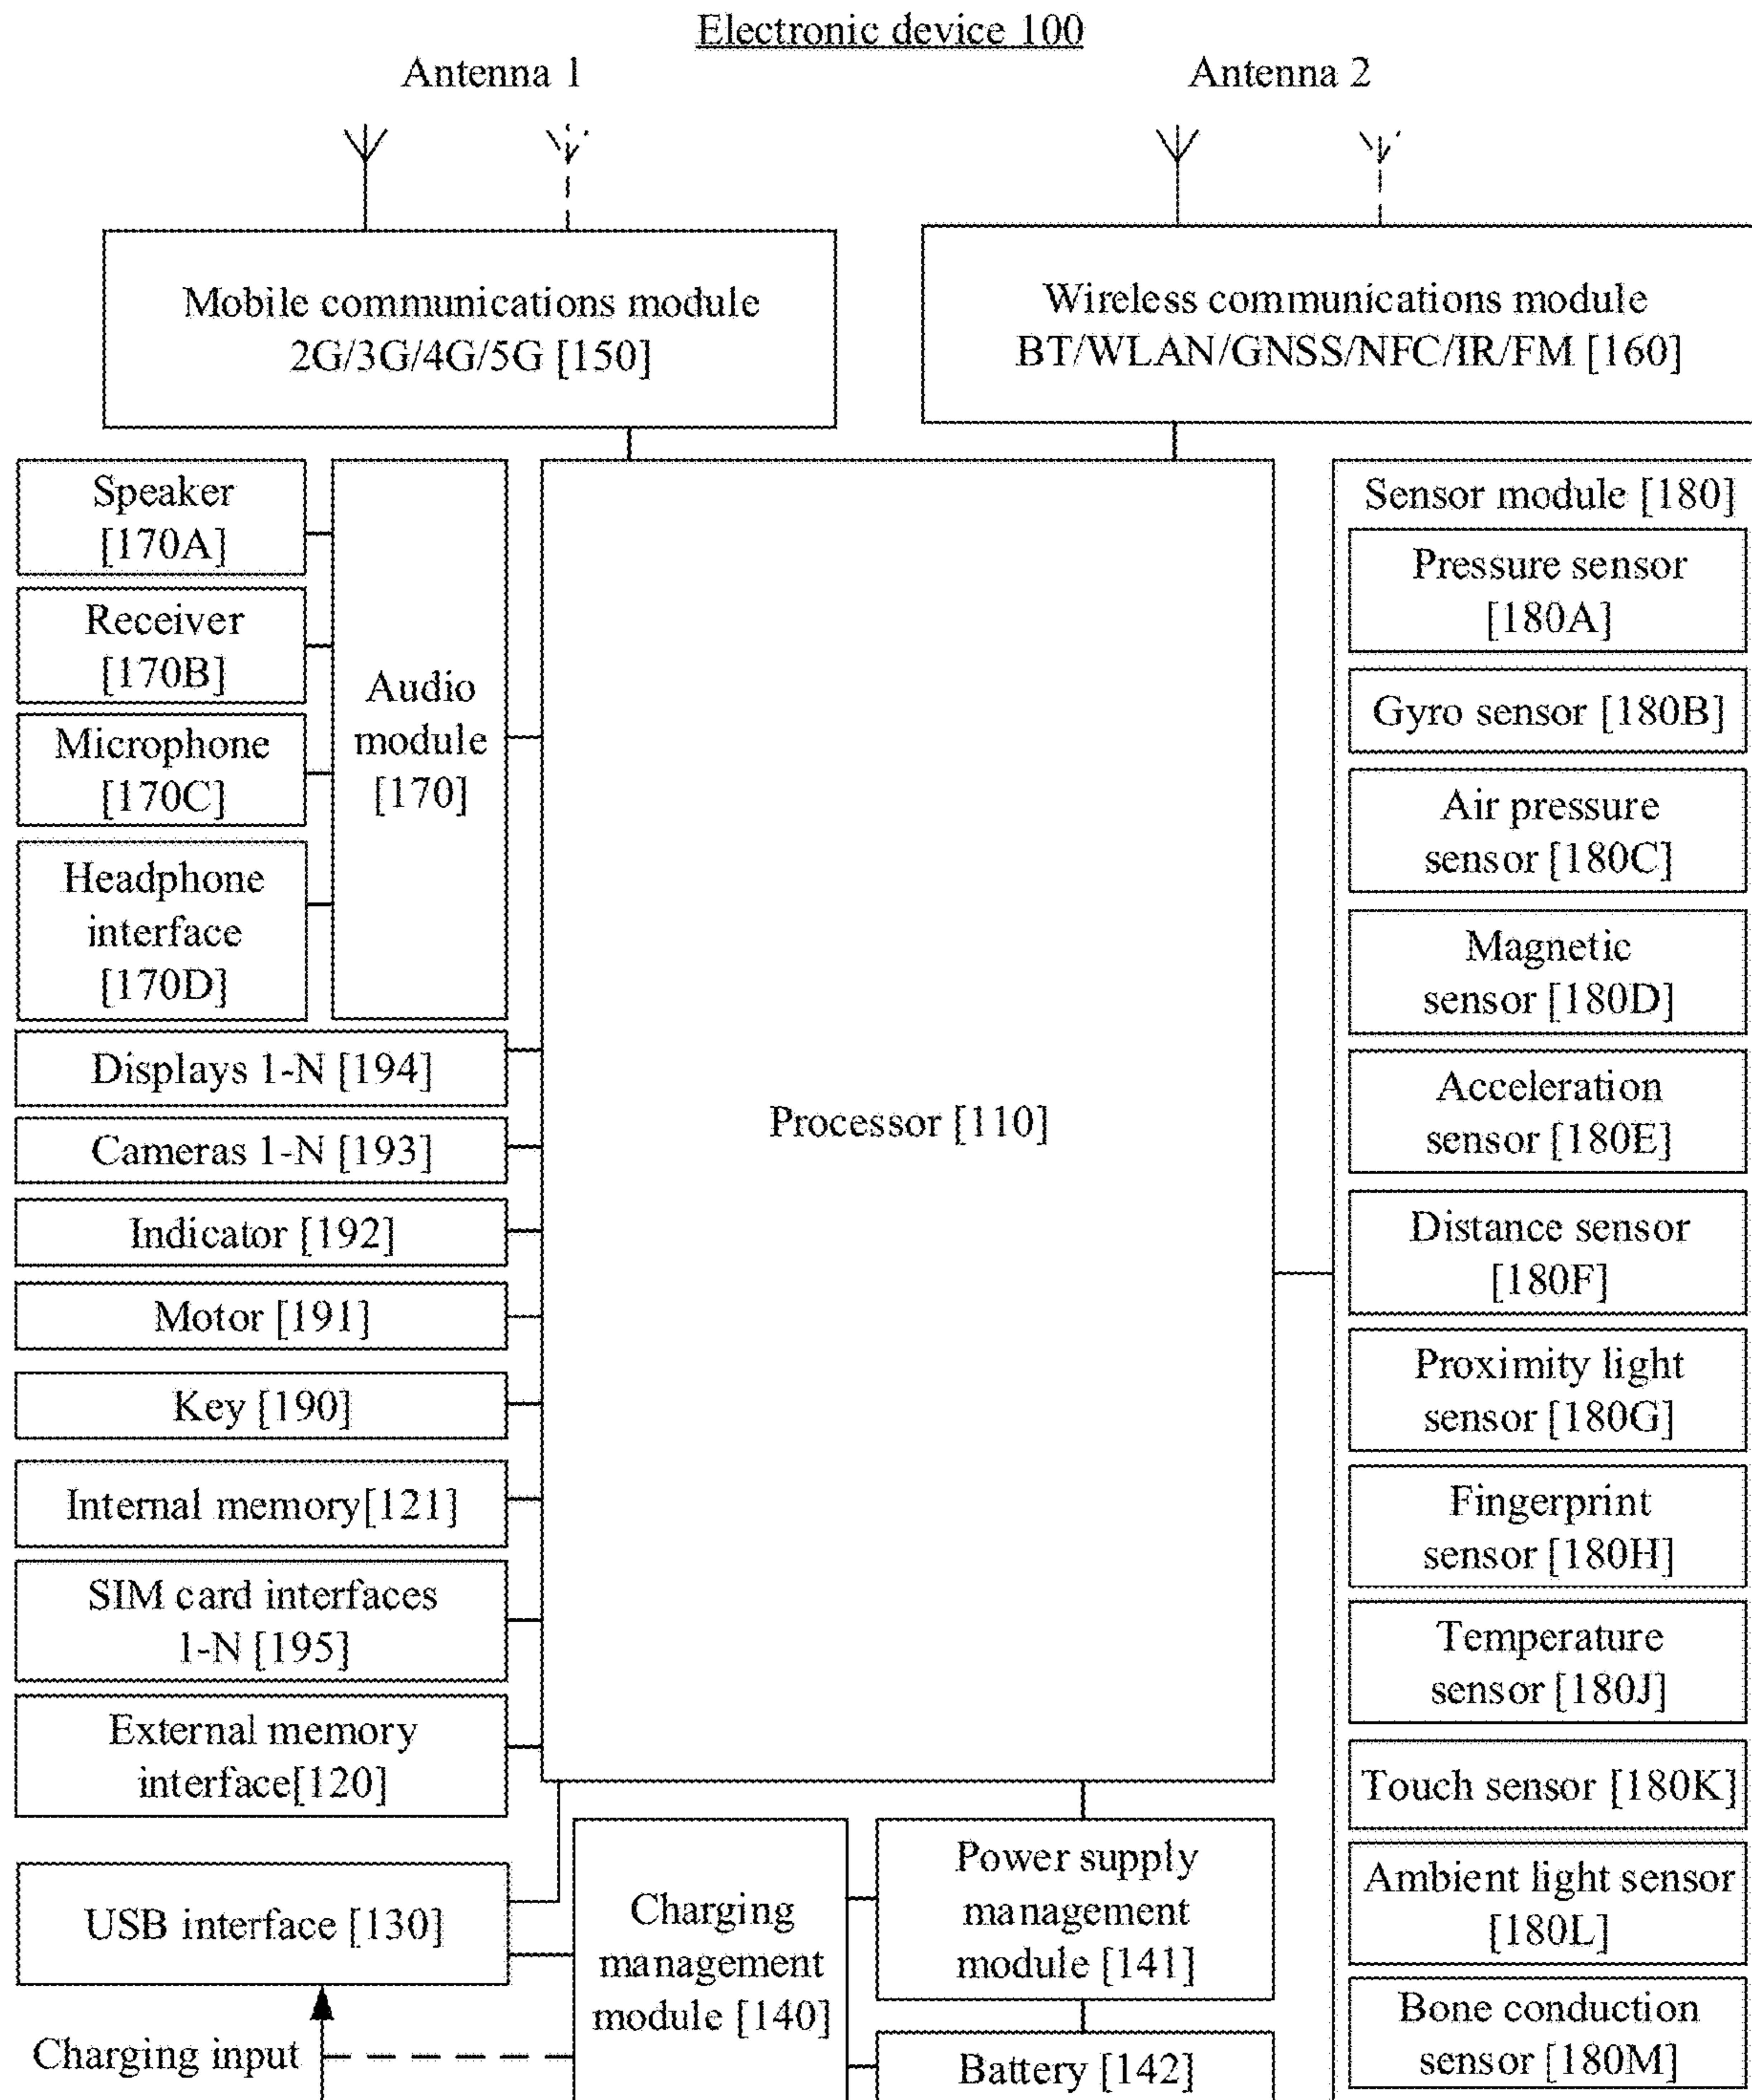 Electronic device 100
Antenna 1
Antenna 2
Mobile communications module
2G/3G/4G/5G [150]
Wireless communications module
BT/WLAN/GNSS/NFC/IR/FM [160]
Speaker
[170A]
Receiver
[170B]
Microphone
[170C]
Headphone
interface
[170D]
Audio
module
[170]
Displays 1-N [194]
Cameras 1-N [193]
Indicator [192]
Motor [191]
Key [190]
Internal memory[121]
SIM card interfaces
1-N [195]
External memory
interface[120]
USB interface [130]
Charging input
Processor [110]
Charging
management
module [140]
Power supply
management
module [141]
Battery [142]
Sensor module [180]
Pressure sensor
[180A]
Gyro sensor [180B]
Air pressure
sensor [180C]
Magnetic
sensor [180D]
Acceleration
sensor [180E]
Distance sensor
[180F]
Proximity light
sensor [180G]
Fingerprint
sensor [180H]
Temperature
sensor [180J]
Touch sensor [180K]
Ambient light sensor
[180L]
Bone conduction
sensor [180M]